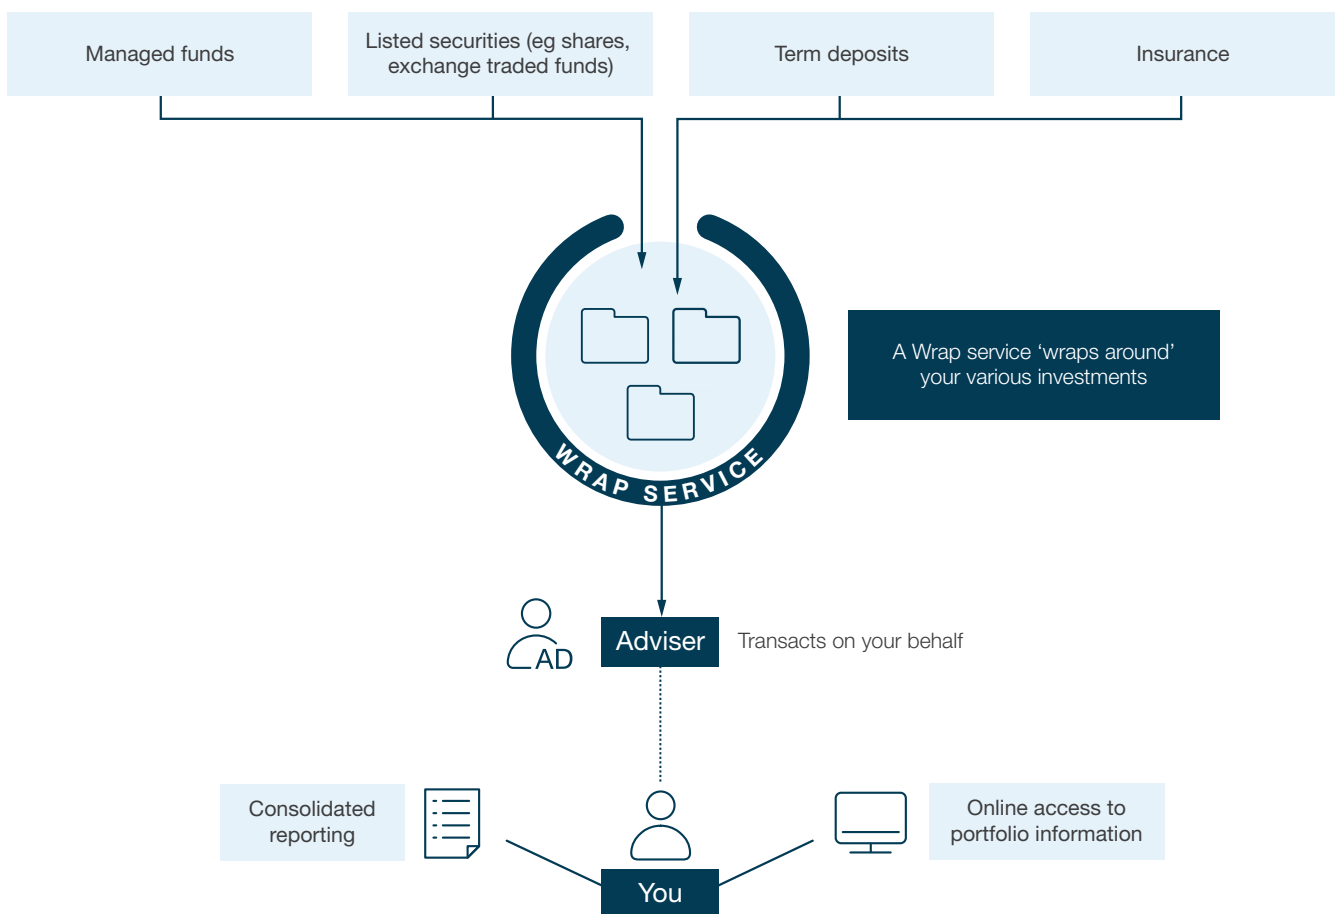 Managed funds
Listed securities (eg shares,
exchange traded funds)
Term deposits
Insurance
A Wrap service ‘wraps around’
your various investments
WRAP SERVICE
AD
Adviser
Transacts on your behalf
Consolidated
reporting
Online access to
portfolio information
You